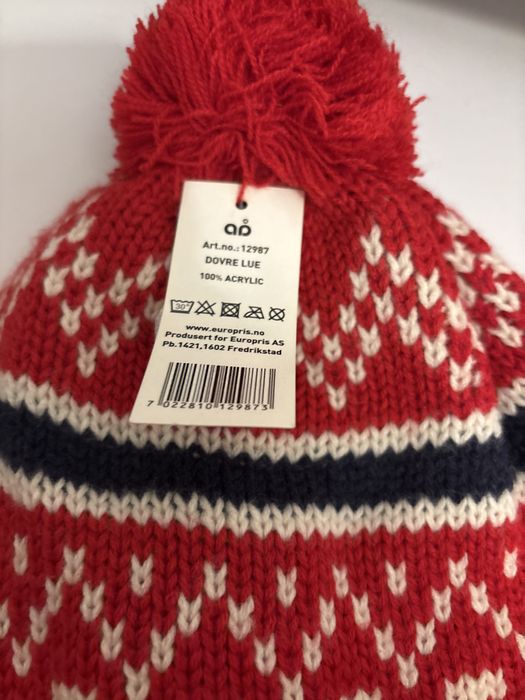 Art.no.:12987
DOVRE LUE
100% ACRYLIC
30°
www.europris.no
Produsert for Europris AS
Pb.1421,1602 Fredrikstad
7 022810 129873